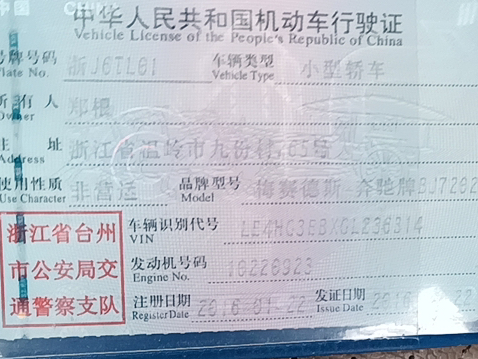 中华人民共和国机动车行驶证
Vehicle License of the People's Republic of China
号牌号码 浙J6TL61 车辆类型 小型轿车
Plate No. Vehicle Type
所有人
Owner
住址 浙江省温岭市九份村 65号
Address
使用性质 非营运 品牌型号 梅赛德斯 奔驰牌BJ7202
Use Character Model
浙江省台州 车辆识别代号 LE4HG3EBXGL236314
VIN
市公安局交 发动机号码 10226923
Engine No.
通警察支队 注册日期 2016-01-22 发证日期 2016 22
Register Date Issue Date